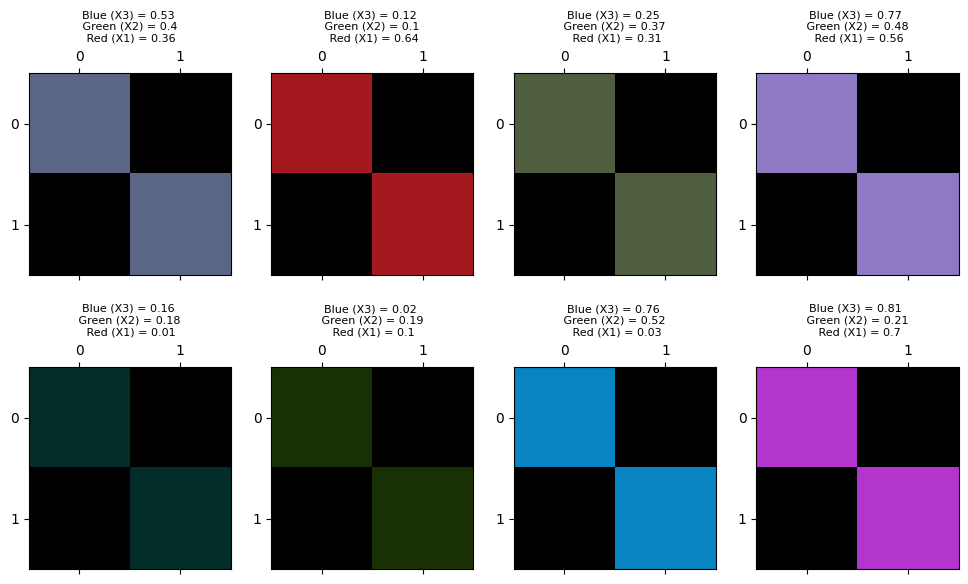 Blue (X3) = 0.53
Green (X2) = 0.4
Red (X1) = 0.36
0 1
0
1
Blue (X3) = 0.12
Green (X2) = 0.1
Red (X1) = 0.64
0 1
0
1
Blue (X3) = 0.25
Green (X2) = 0.37
Red (X1) = 0.31
0 1
0
1
Blue (X3) = 0.77
Green (X2) = 0.48
Red (X1) = 0.56
0 1
0
1
Blue (X3) = 0.16
Green (X2) = 0.18
Red (X1) = 0.01
0 1
0
1
Blue (X3) = 0.02
Green (X2) = 0.19
Red (X1) = 0.1
0 1
0
1
Blue (X3) = 0.76
Green (X2) = 0.52
Red (X1) = 0.03
0 1
0
1
Blue (X3) = 0.81
Green (X2) = 0.21
Red (X1) = 0.7
0 1
0
1